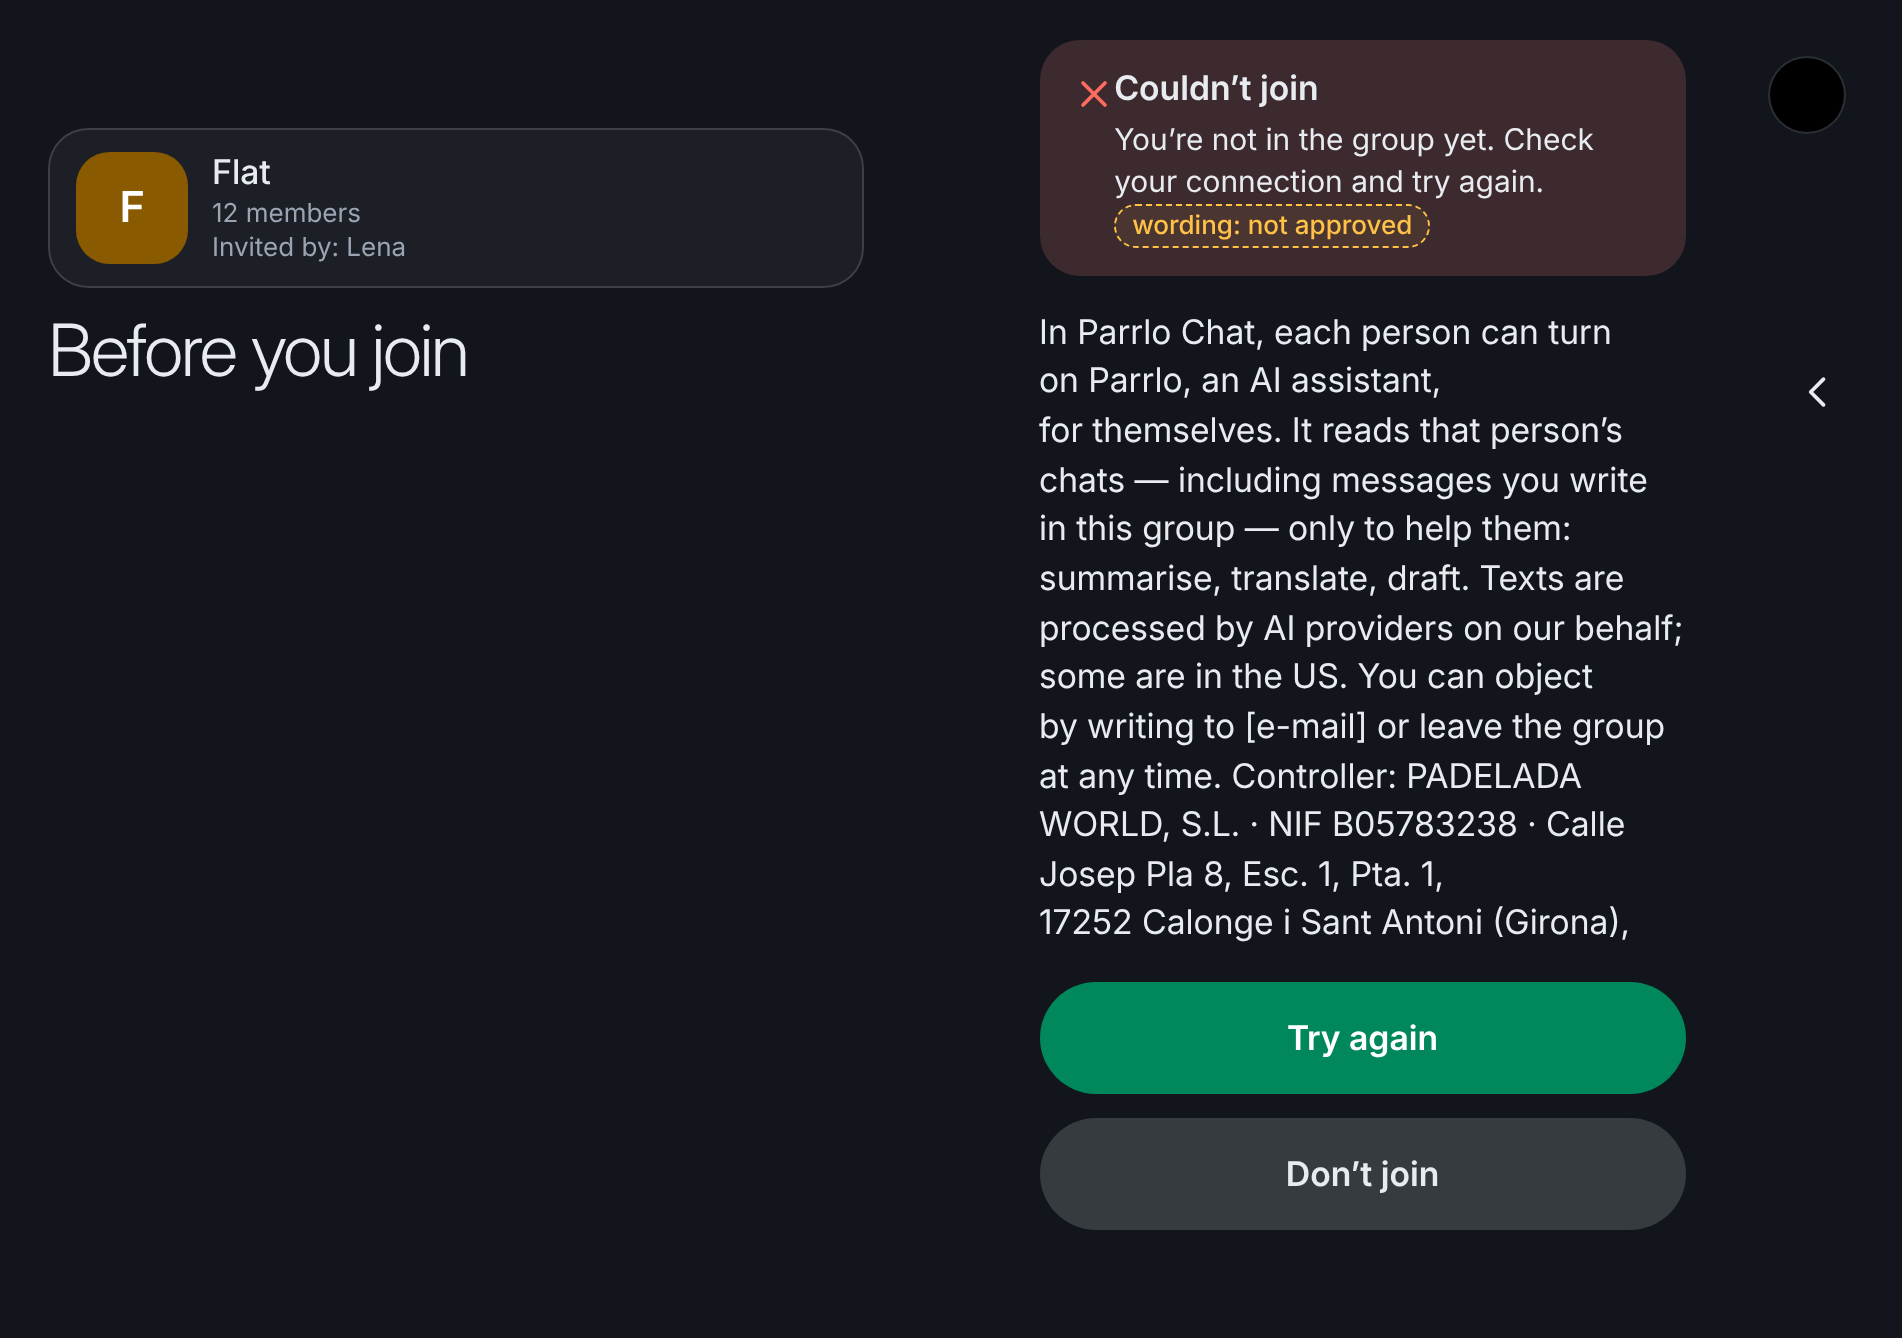 F
Flat
12 members
Invited by: Lena
Before you join
Couldn’t join
You’re not in the group yet. Check
your connection and try again.
wording: not approved
In Parrlo Chat, each person can turn
on Parrlo, an AI assistant,
for themselves. It reads that person’s
chats — including messages you write
in this group — only to help them:
summarise, translate, draft. Texts are
processed by AI providers on our behalf;
some are in the US. You can object
by writing to [e-mail] or leave the group
at any time. Controller: PADELADA
WORLD, S.L. · NIF B05783238 · Calle
Josep Pla 8, Esc. 1, Pta. 1,
17252 Calonge i Sant Antoni (Girona),
Try again
Don’t join